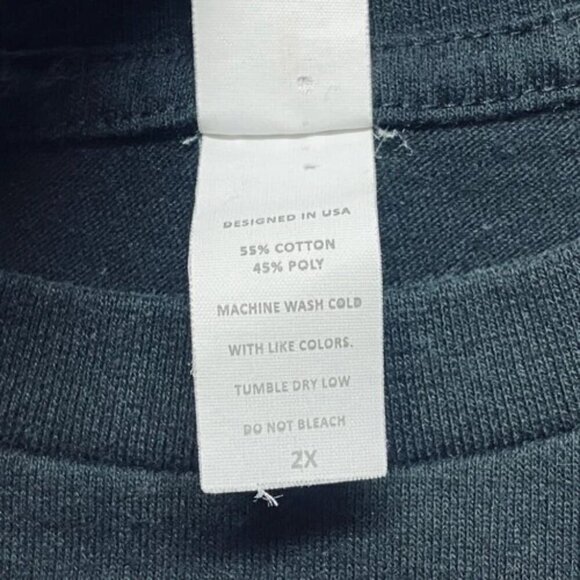 DESIGNED IN USA
55% COTTON
45% POLY
MACHINE WASH COLD
WITH LIKE COLORS.
TUMBLE DRY LOW
DO NOT BLEACH
2X